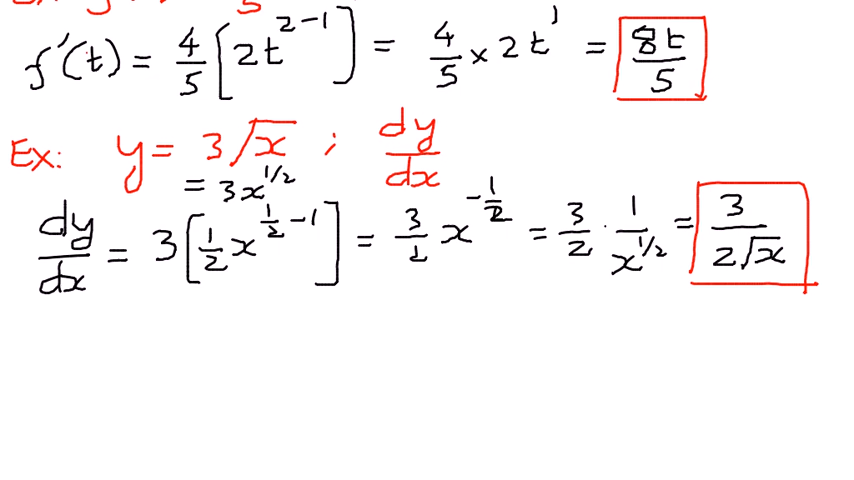 f'(t) = 4/5 [2t^(2-1)] = 4/5 × 2t^1 = 8t/5
Ex: y = 3√x ; dy/dx
= 3x^(1/2)
dy/dx = 3[1/2 x^(1/2 - 1)] = 3/2 x^(-1/2) = 3/2 · 1/x^(1/2) = 3/(2√x)